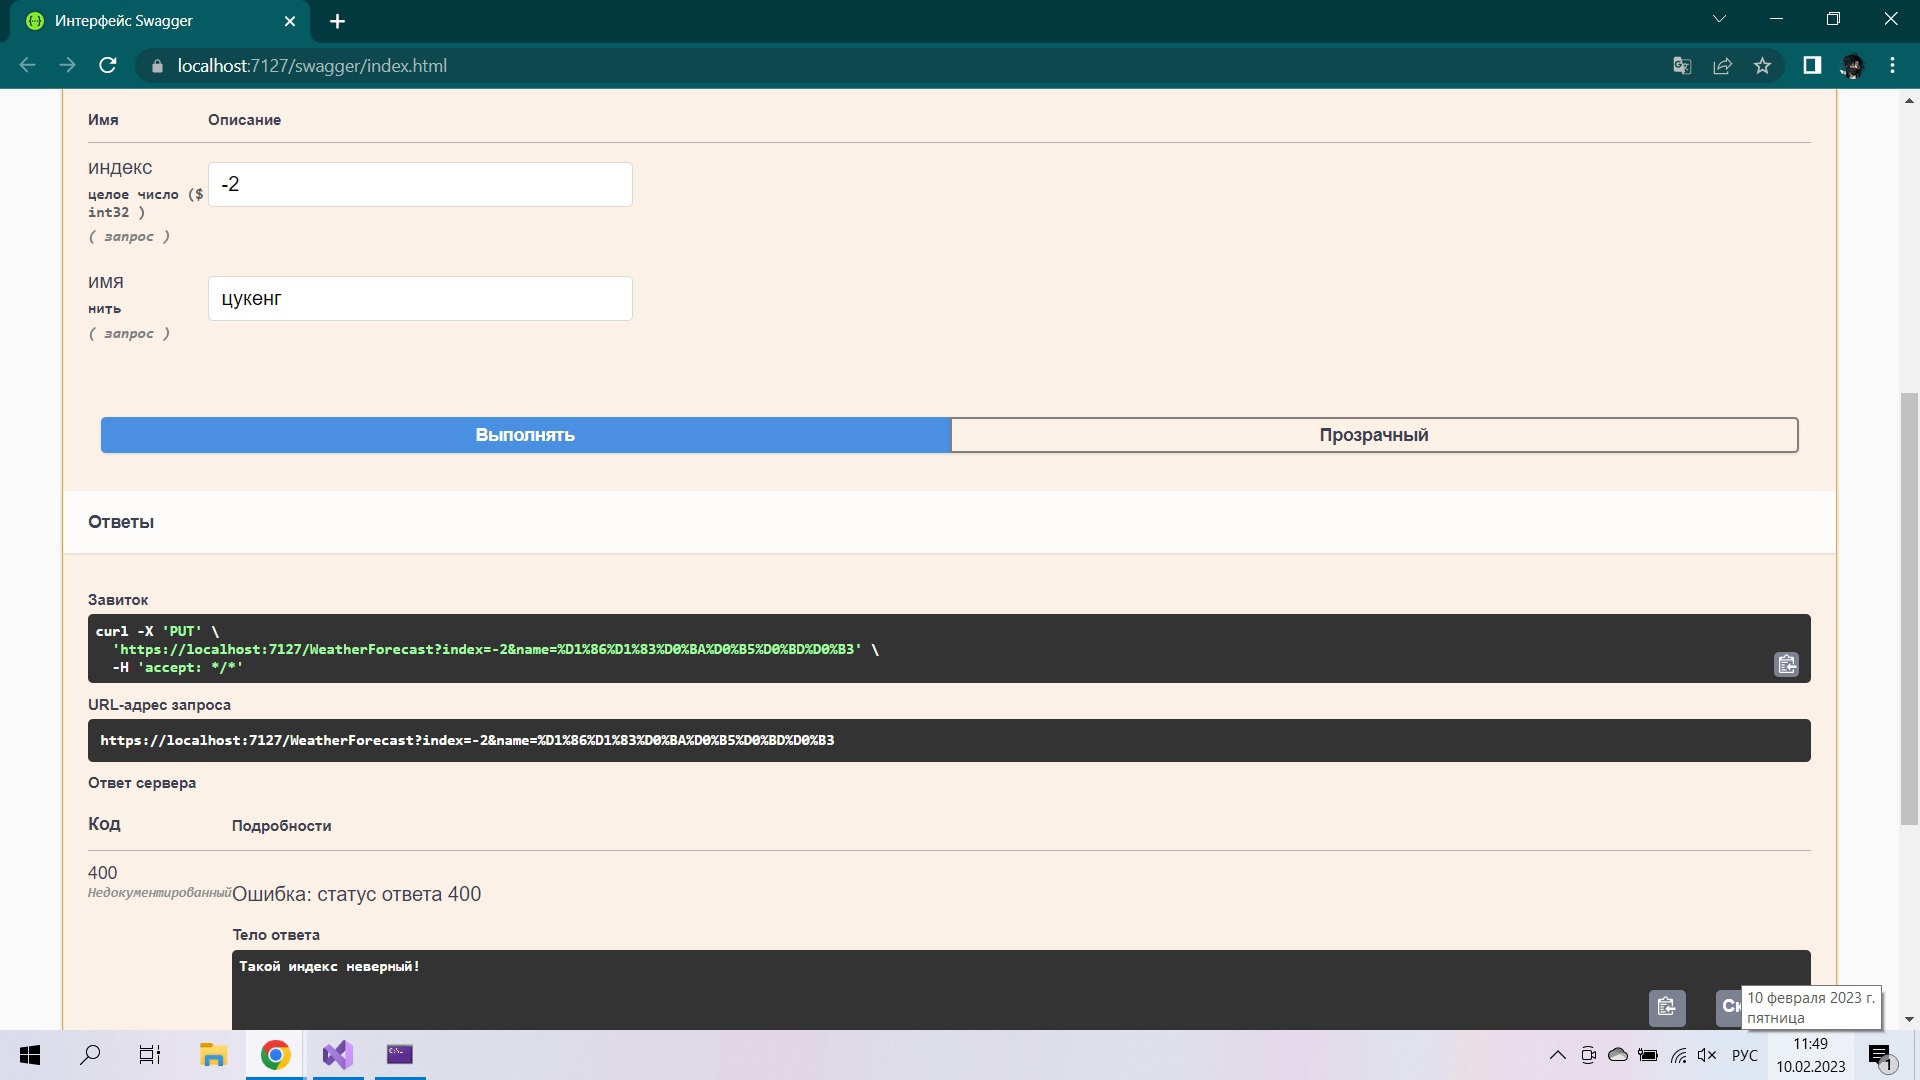 Интерфейс Swagger
localhost:7127/swagger/index.html
Имя Описание
индекс
целое число ($
int32 )
( запрос )
-2
имя
нить
( запрос )
цукенг
Выполнять Прозрачный
Ответы
Завиток
curl -X 'PUT' \
'https://localhost:7127/WeatherForecast?index=-2&name=%D1%86%D1%83%D0%BA%D0%B5%D0%BD%D0%B3' \
-H 'accept: */*'
URL-адрес запроса
https://localhost:7127/WeatherForecast?index=-2&name=%D1%86%D1%83%D0%BA%D0%B5%D0%BD%D0%B3
Ответ сервера
Код Подробности
400
Недокументированный
Ошибка: статус ответа 400
Тело ответа
Такой индекс неверный!
10 февраля 2023 г.
пятница
РУС
11:49
10.02.2023
1